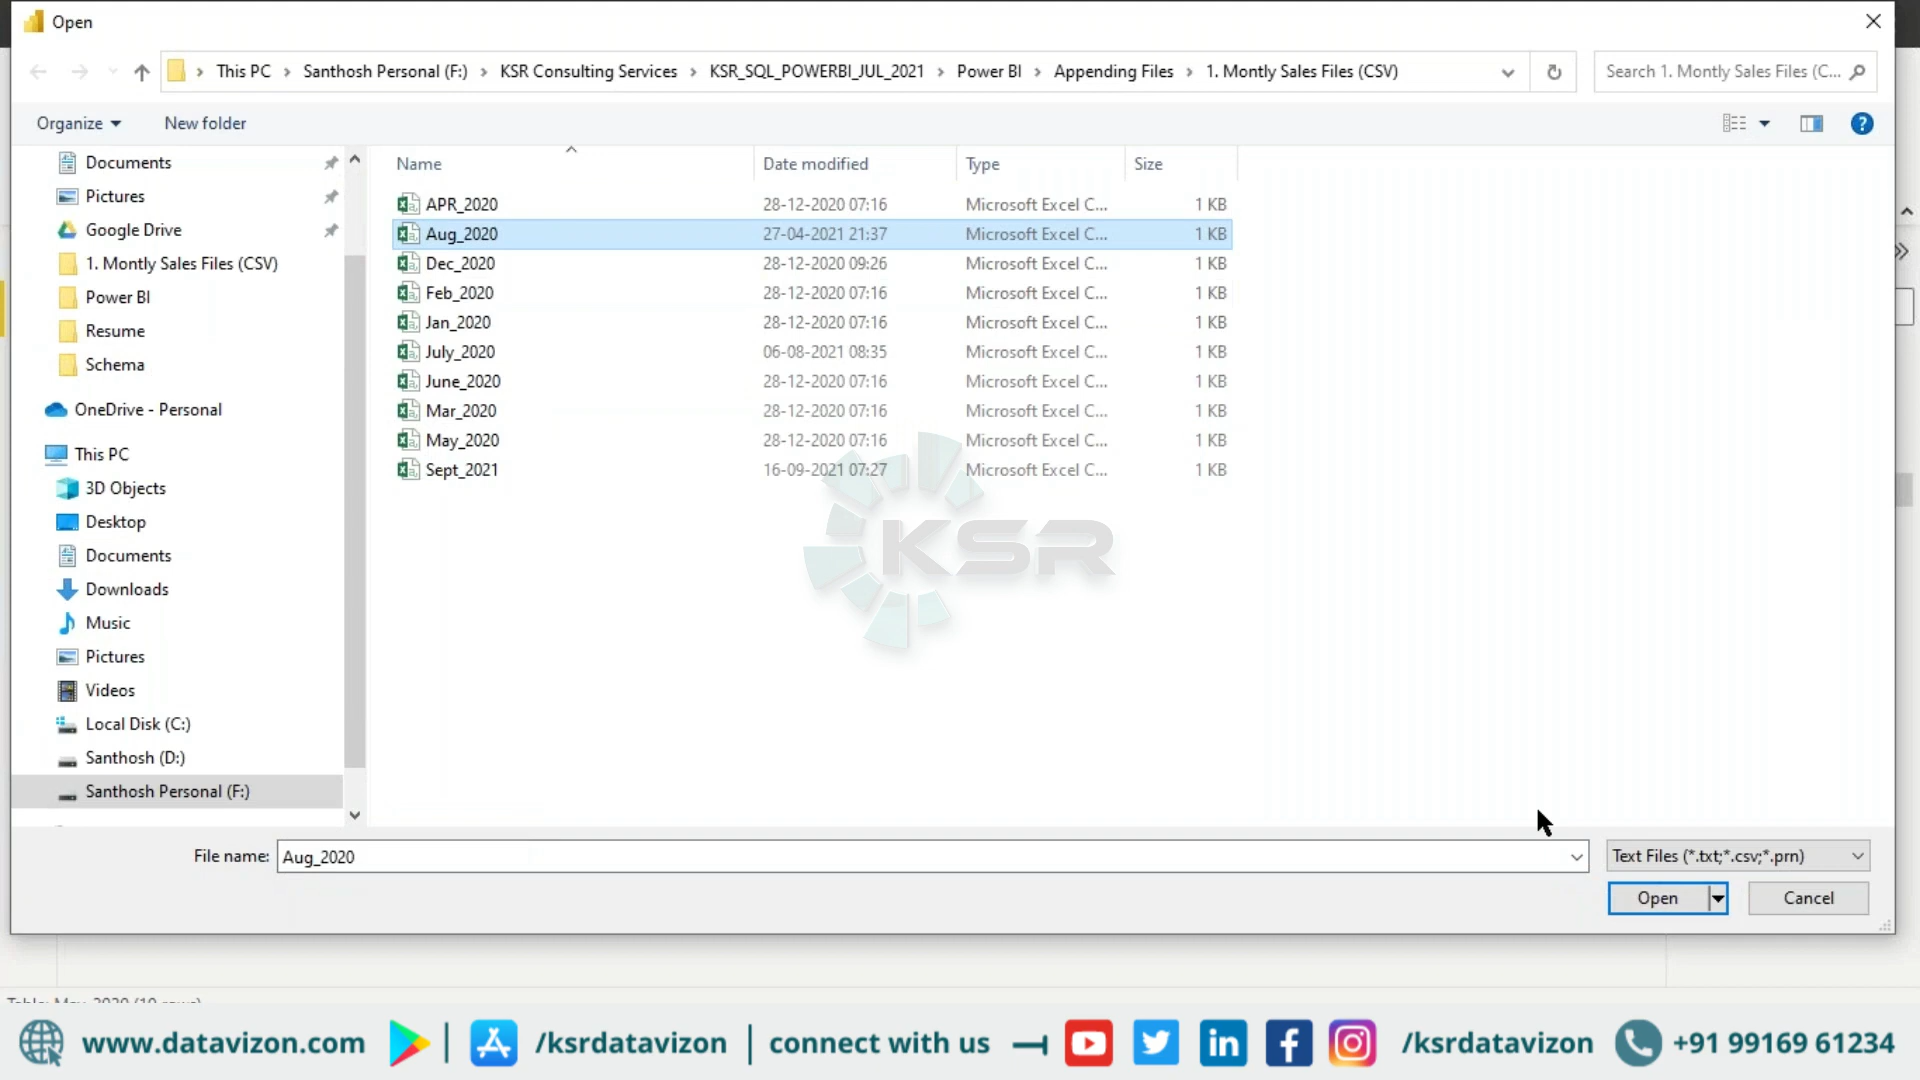 Open
This PC > Santhosh Personal (F:) > KSR Consulting Services > KSR_SQL_POWERBI_JUL_2021 > Power BI > Appending Files > 1. Montly Sales Files (CSV)
Search 1. Montly Sales Files (C...
Organize
New folder
Documents
Pictures
Google Drive
1. Montly Sales Files (CSV)
Power BI
Resume
Schema
OneDrive - Personal
This PC
3D Objects
Desktop
Documents
Downloads
Music
Pictures
Videos
Local Disk (C:)
Santhosh (D:)
Santhosh Personal (F:)
Name Date modified Type Size
APR_2020 28-12-2020 07:16 Microsoft Excel C... 1 KB
Aug_2020 27-04-2021 21:37 Microsoft Excel C... 1 KB
Dec_2020 28-12-2020 09:26 Microsoft Excel C... 1 KB
Feb_2020 28-12-2020 07:16 Microsoft Excel C... 1 KB
Jan_2020 28-12-2020 07:16 Microsoft Excel C... 1 KB
July_2020 06-08-2021 08:35 Microsoft Excel C... 1 KB
June_2020 28-12-2020 07:16 Microsoft Excel C... 1 KB
Mar_2020 28-12-2020 07:16 Microsoft Excel C... 1 KB
May_2020 28-12-2020 07:16 Microsoft Excel C... 1 KB
Sept_2021 16-09-2021 07:27 Microsoft Excel C... 1 KB
KSR
File name: Aug_2020
Text Files (*.txt;*.csv;*.prn)
Open
Cancel
www.datavizon.com | /ksrdatavizon | connect with us /ksrdatavizon +91 99169 61234